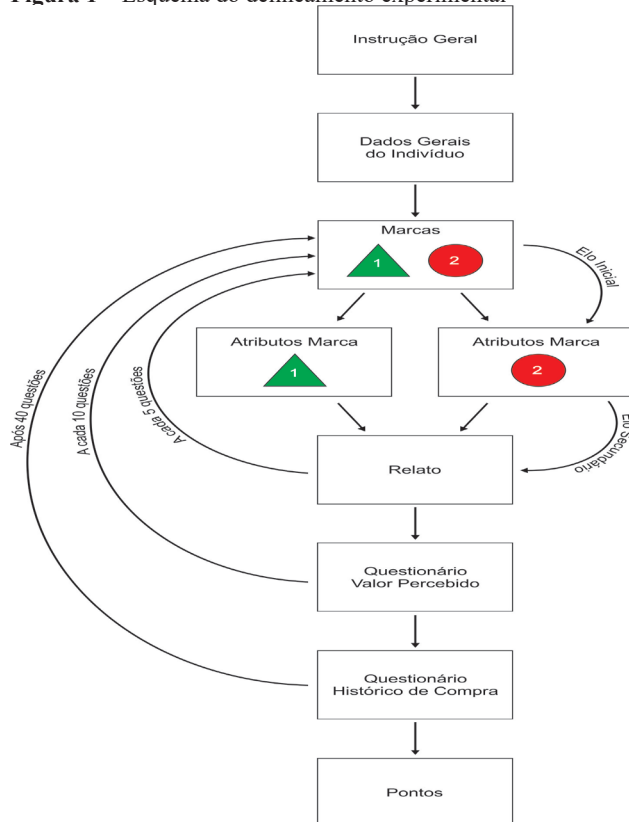 Figura 1 – Esquema do delineamento experimental
Instrução Geral
Dados Gerais
do Indivíduo
Marcas
1
2
Elo Inicial
Atributos Marca
1
Atributos Marca
2
Elo Secundário
Relato
A cada 5 questões
A cada 10 questões
Após 40 questões
Questionário
Valor Percebido
Questionário
Histórico de Compra
Pontos